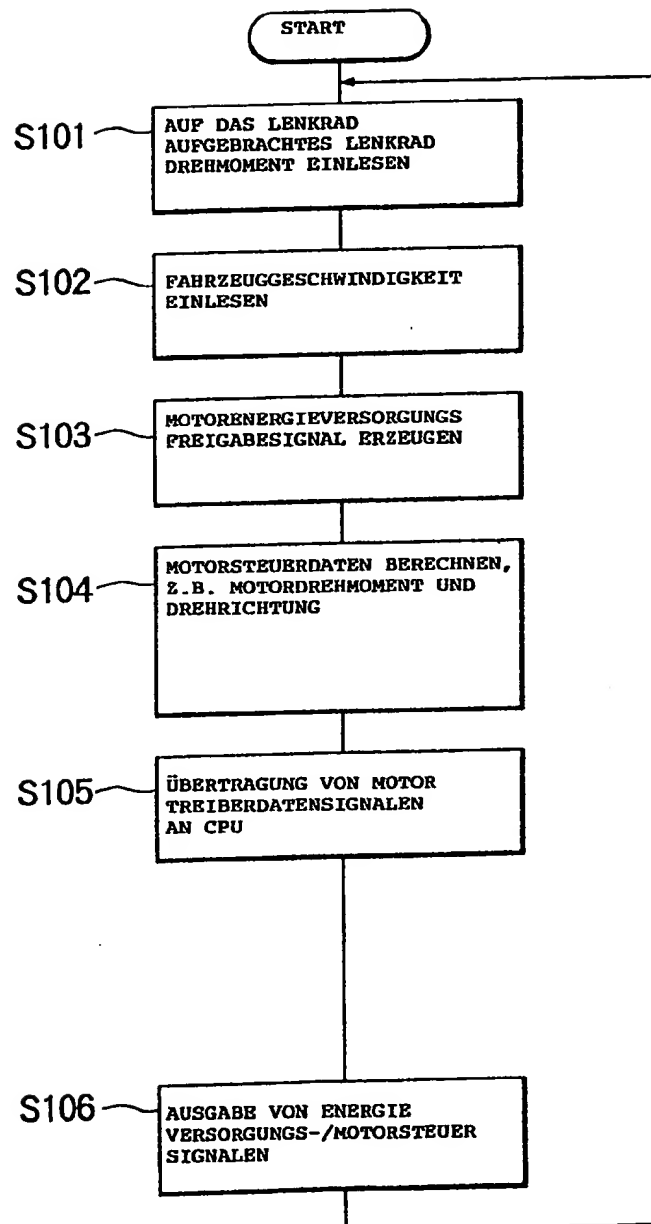 START
S101
AUF DAS LENKRAD
AUFGEBRACHTES LENKRAD
DREHMOMENT EINLESEN
S102
FAHRZEUGGESCHWINDIGKEIT
EINLESEN
S103
MOTORENERGIEVERSORGUNGS
FREIGABESIGNAL ERZEUGEN
S104
MOTORSTEUERDATEN BERECHNEN,
Z.B. MOTORDREHMOMENT UND
DREHRICHTUNG
S105
ÜBERTRAGUNG VON MOTOR
TREIBERDATENSIGNALEN
AN CPU
S106
AUSGABE VON ENERGIE
VERSORGUNGS-/MOTORSTEUER
SIGNALEN